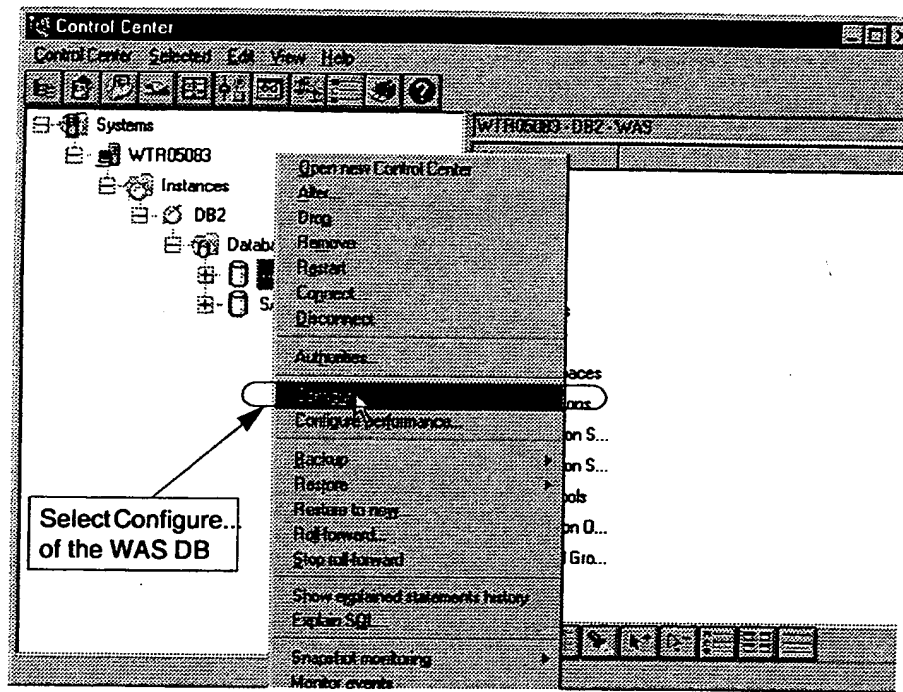 Control Center
Control Center Selected Edit View Help
Systems
WTR05083
Instances
DB2
WTR05083 - DB2 - WAS
Open new Control Center
Alter...
Drop
Remove
Restart
Connect...
Disconnect
Authorities...
Configure...
Configure performance...
Backup
Restore
Restore to new...
Roll-forward...
Stop roll-forward
Show explained statements history
Explain SQL...
Snapshot monitoring
Monitor events
Select Configure...
of the WAS DB